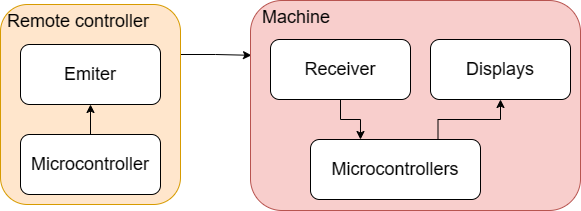 Remote controller
Emiter
Microcontroller
Machine
Receiver
Displays
Microcontrollers